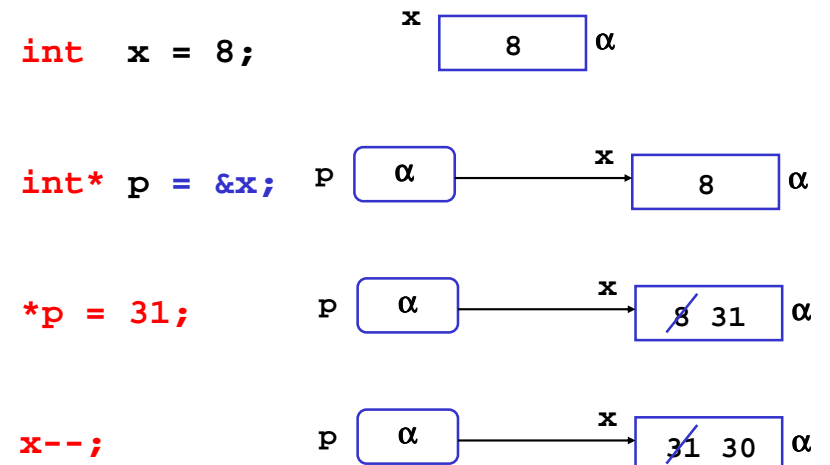 x
int x = 8; 8 α
x
int* p = &x; p α 8 α
x
*p = 31; p α 8 31 α
x
x--; p α 31 30 α